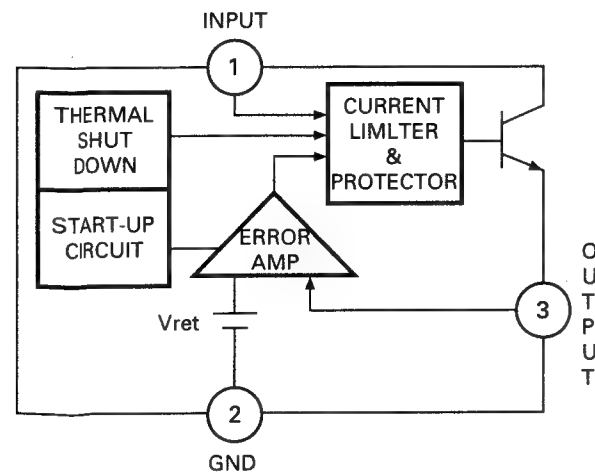 INPUT
1
THERMAL
SHUT
DOWN
CURRENT
LIMLTER
&
PROTECTOR
START-UP
CIRCUIT
ERROR
AMP
Vret
3
OUTPUT
2
GND